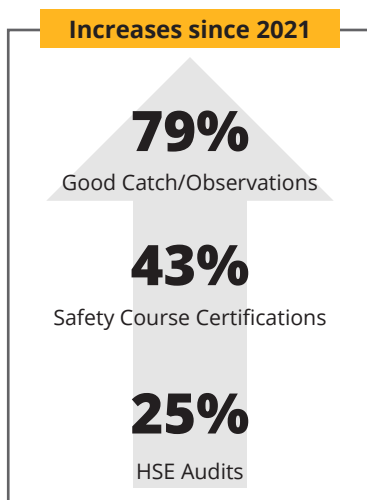 Increases since 2021
79%
Good Catch/Observations
43%
Safety Course Certifications
25%
HSE Audits